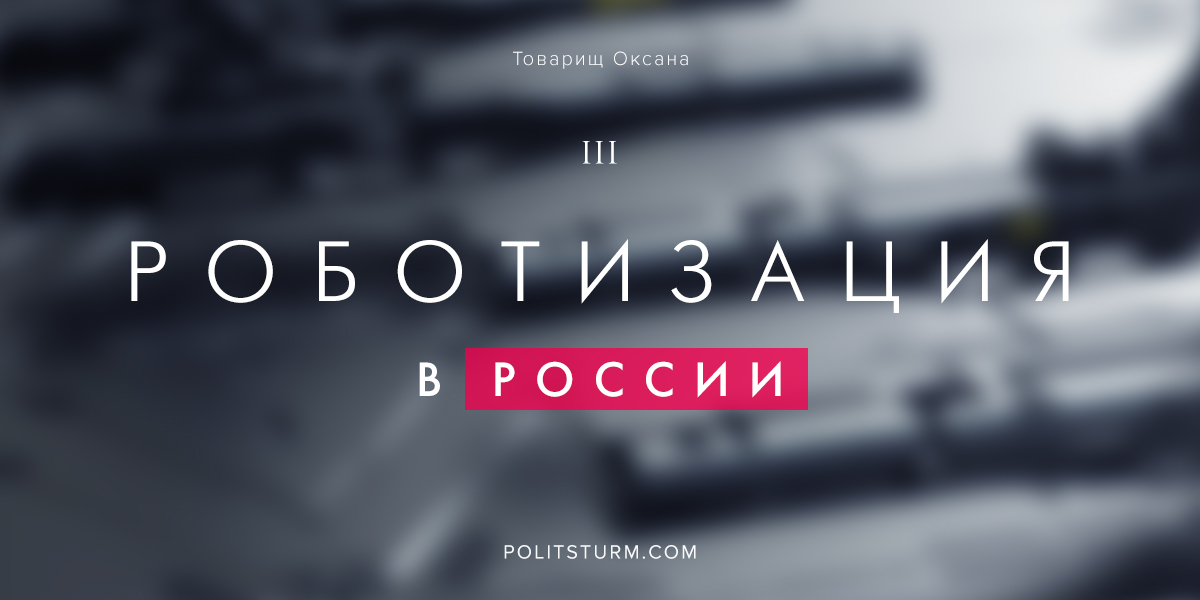 Товарищ Оксана
III
РОБОТИЗАЦИЯ
В РОССИИ
POLITSTURM.COM